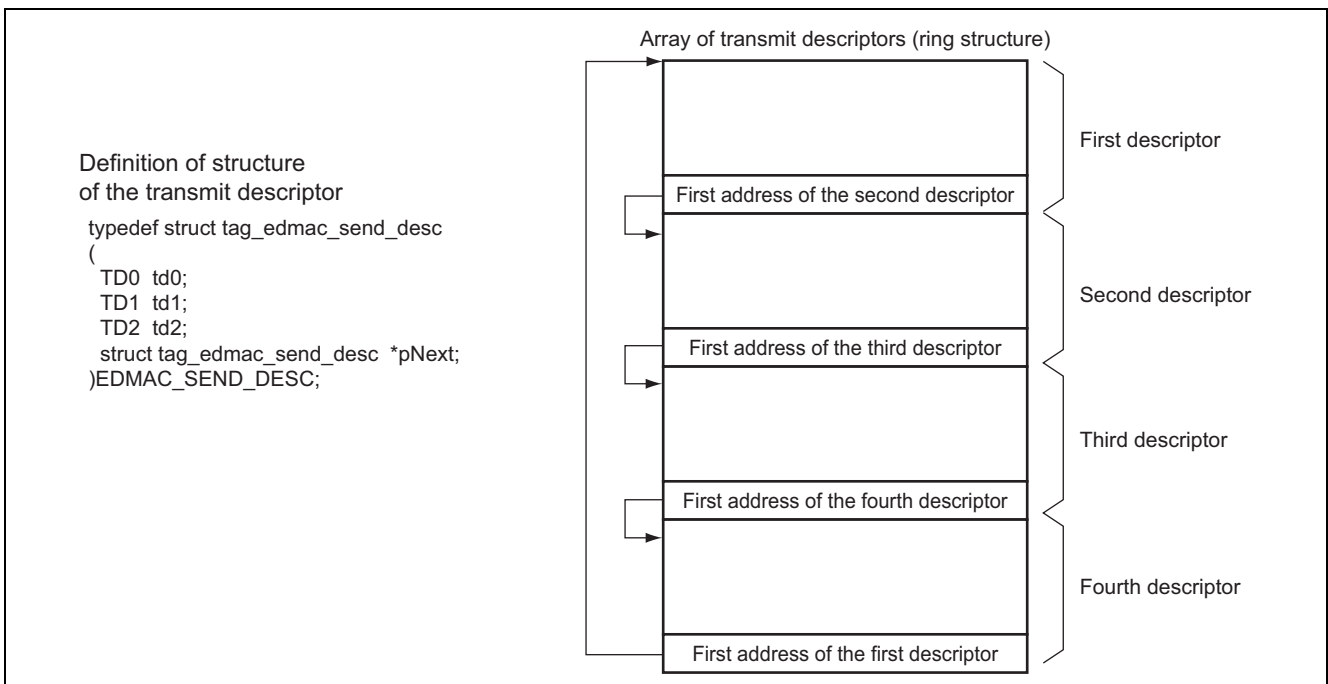 Array of transmit descriptors (ring structure)
Definition of structure
of the transmit descriptor
typedef struct tag_edmac_send_desc
(
TD0 td0;
TD1 td1;
TD2 td2;
struct tag_edmac_send_desc *pNext;
)EDMAC_SEND_DESC;
First descriptor
First address of the second descriptor
Second descriptor
First address of the third descriptor
Third descriptor
First address of the fourth descriptor
Fourth descriptor
First address of the first descriptor